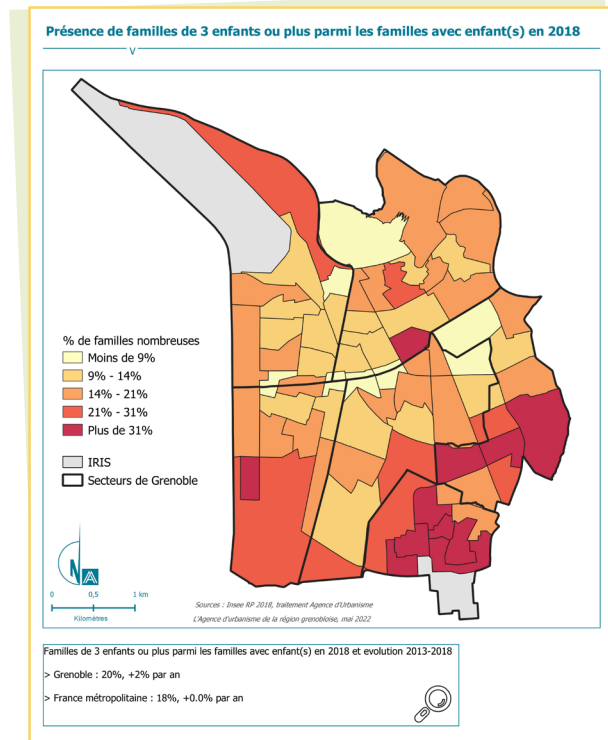 Présence de familles de 3 enfants ou plus parmi les familles avec enfant(s) en 2018
% de familles nombreuses
Moins de 9%
9% - 14%
14% - 21%
21% - 31%
Plus de 31%
IRIS
Secteurs de Grenoble
N
0 0,5 1 km
Kilomètres
Sources : Insee RP 2018, traitement Agence d'Urbanisme
L'Agence d'urbanisme de la région grenobloise, mai 2022
Familles de 3 enfants ou plus parmi les familles avec enfant(s) en 2018 et evolution 2013-2018
> Grenoble : 20%, +2% par an
> France métropolitaine : 18%, +0.0% par an